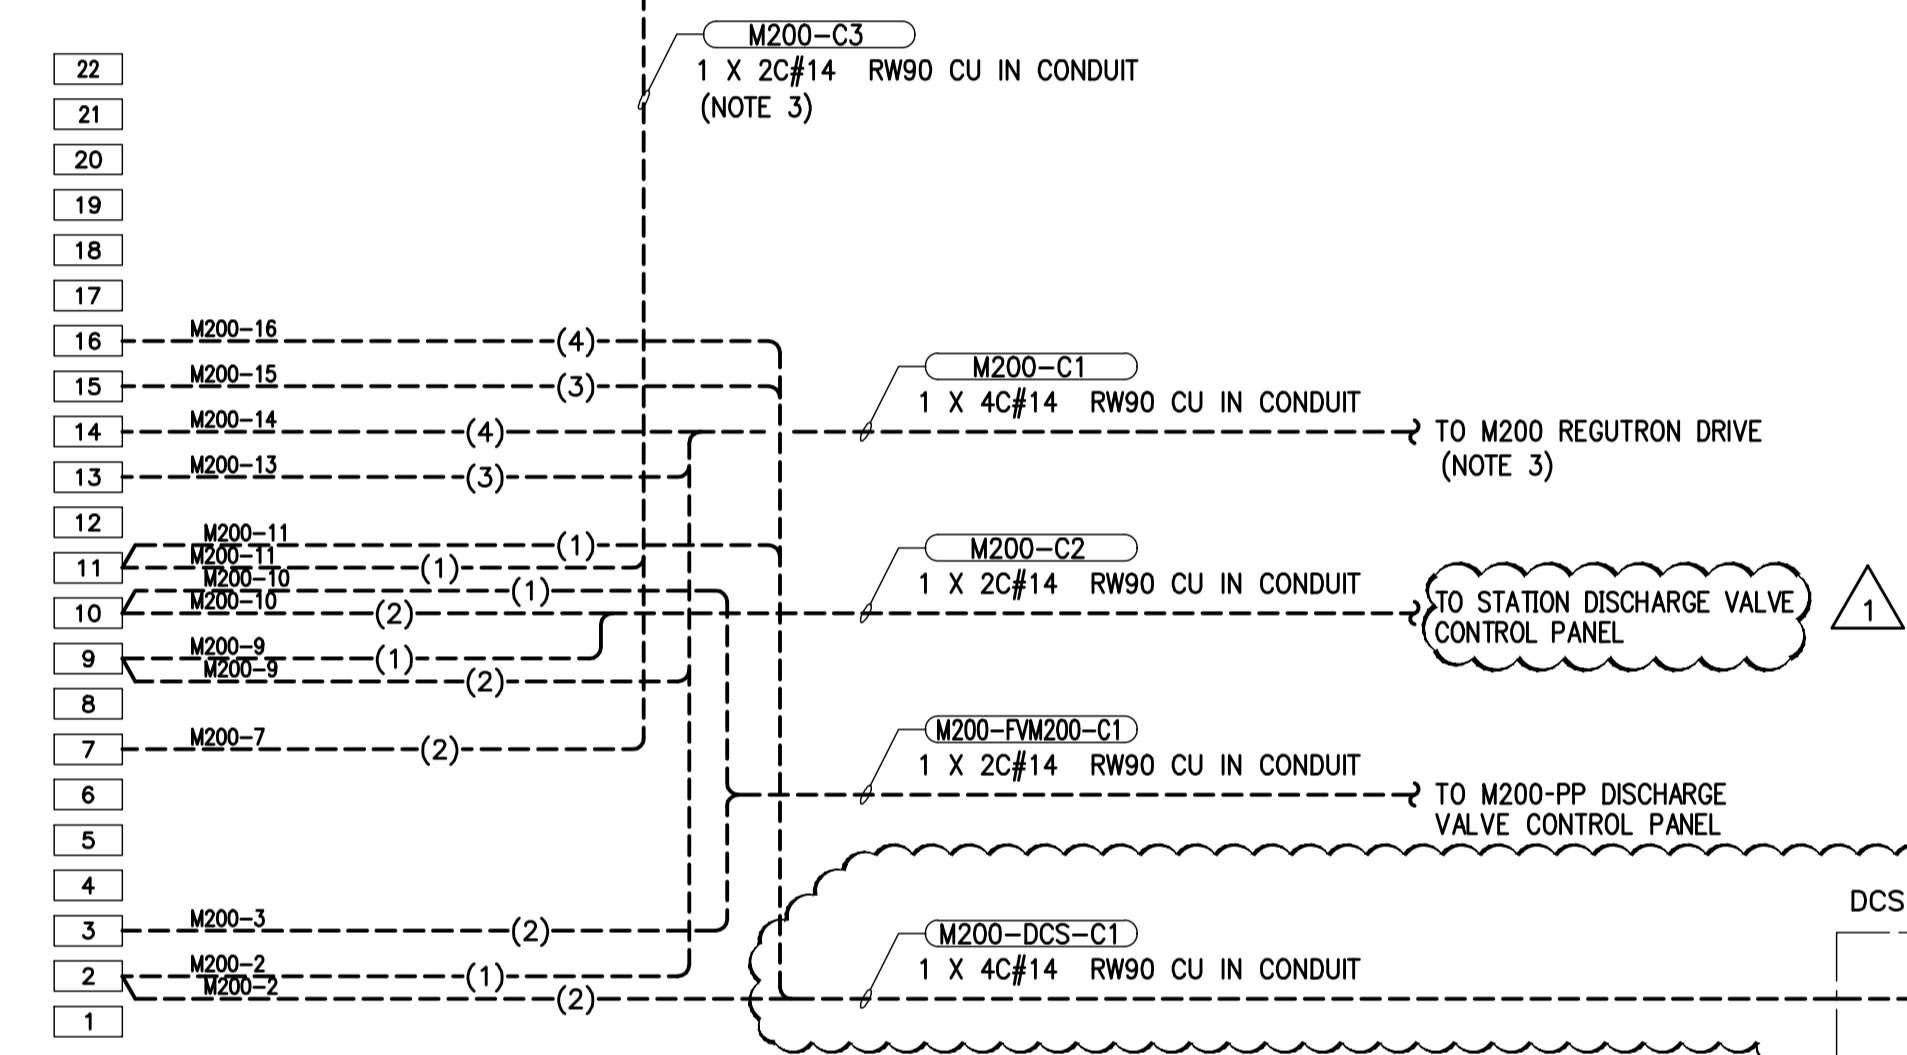 M200-C3
1 X 2C#14 RW90 CU IN CONDUIT
(NOTE 3)
22
21
20
19
18
17
16 M200-16 (4)
15 M200-15 (3)
14 M200-14 (4)
13 M200-13 (3)
12
M200-11 (1)
11 M200-11 (1)
M200-10 (1)
10 M200-10 (2)
9 M200-9 (1)
M200-9 (2)
8
7 M200-7 (2)
6
5
4
3 M200-3 (2)
2 M200-2 (1)
M200-2 (2)
1
M200-C1
1 X 4C#14 RW90 CU IN CONDUIT
TO M200 REGUTRON DRIVE
(NOTE 3)
M200-C2
1 X 2C#14 RW90 CU IN CONDUIT
TO STATION DISCHARGE VALVE
CONTROL PANEL
1
M200-FVM200-C1
1 X 2C#14 RW90 CU IN CONDUIT
TO M200-PP DISCHARGE
VALVE CONTROL PANEL
M200-DCS-C1
1 X 4C#14 RW90 CU IN CONDUIT
DCS